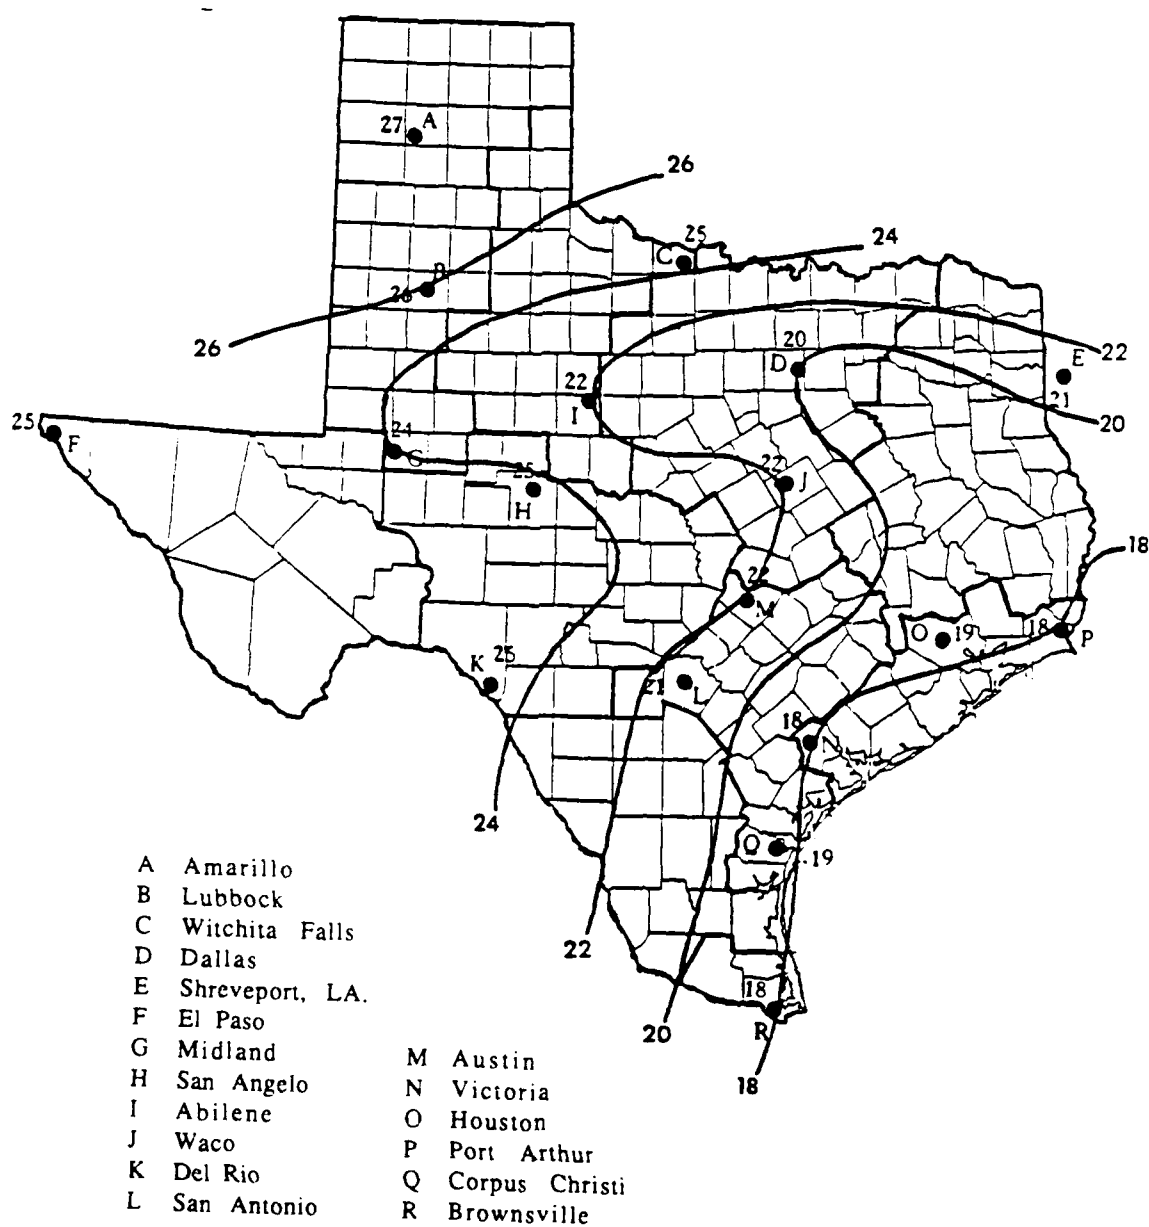 27 A
26
25
C
24
B
26
26
20
D
22
E
21
22
I
20
25
F
24
G
25
H
22
J
18
22
M
O 19
18
P
K 25
21
L
18
N
24
Q
19
22
18
20
R
18
A Amarillo
B Lubbock
C Witchita Falls
D Dallas
E Shreveport, LA.
F El Paso
G Midland
H San Angelo
I Abilene
J Waco
K Del Rio
L San Antonio
M Austin
N Victoria
O Houston
P Port Arthur
Q Corpus Christi
R Brownsville